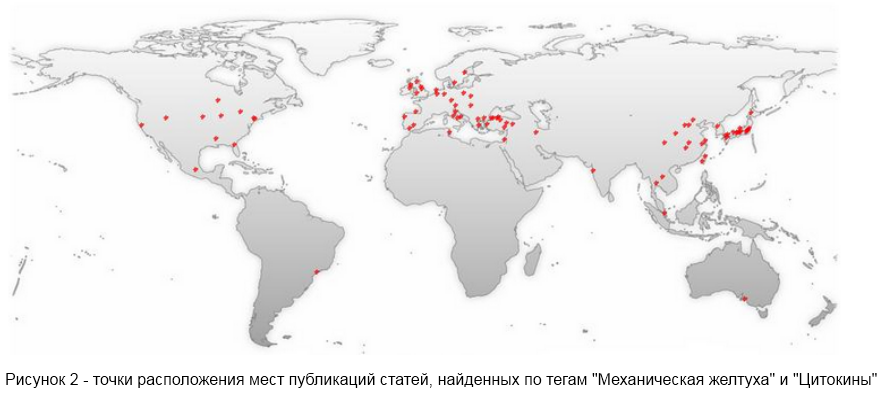 Рисунок 2 - точки расположения мест публикаций статей, найденных по тегам "Механическая желтуха" и "Цитокины"